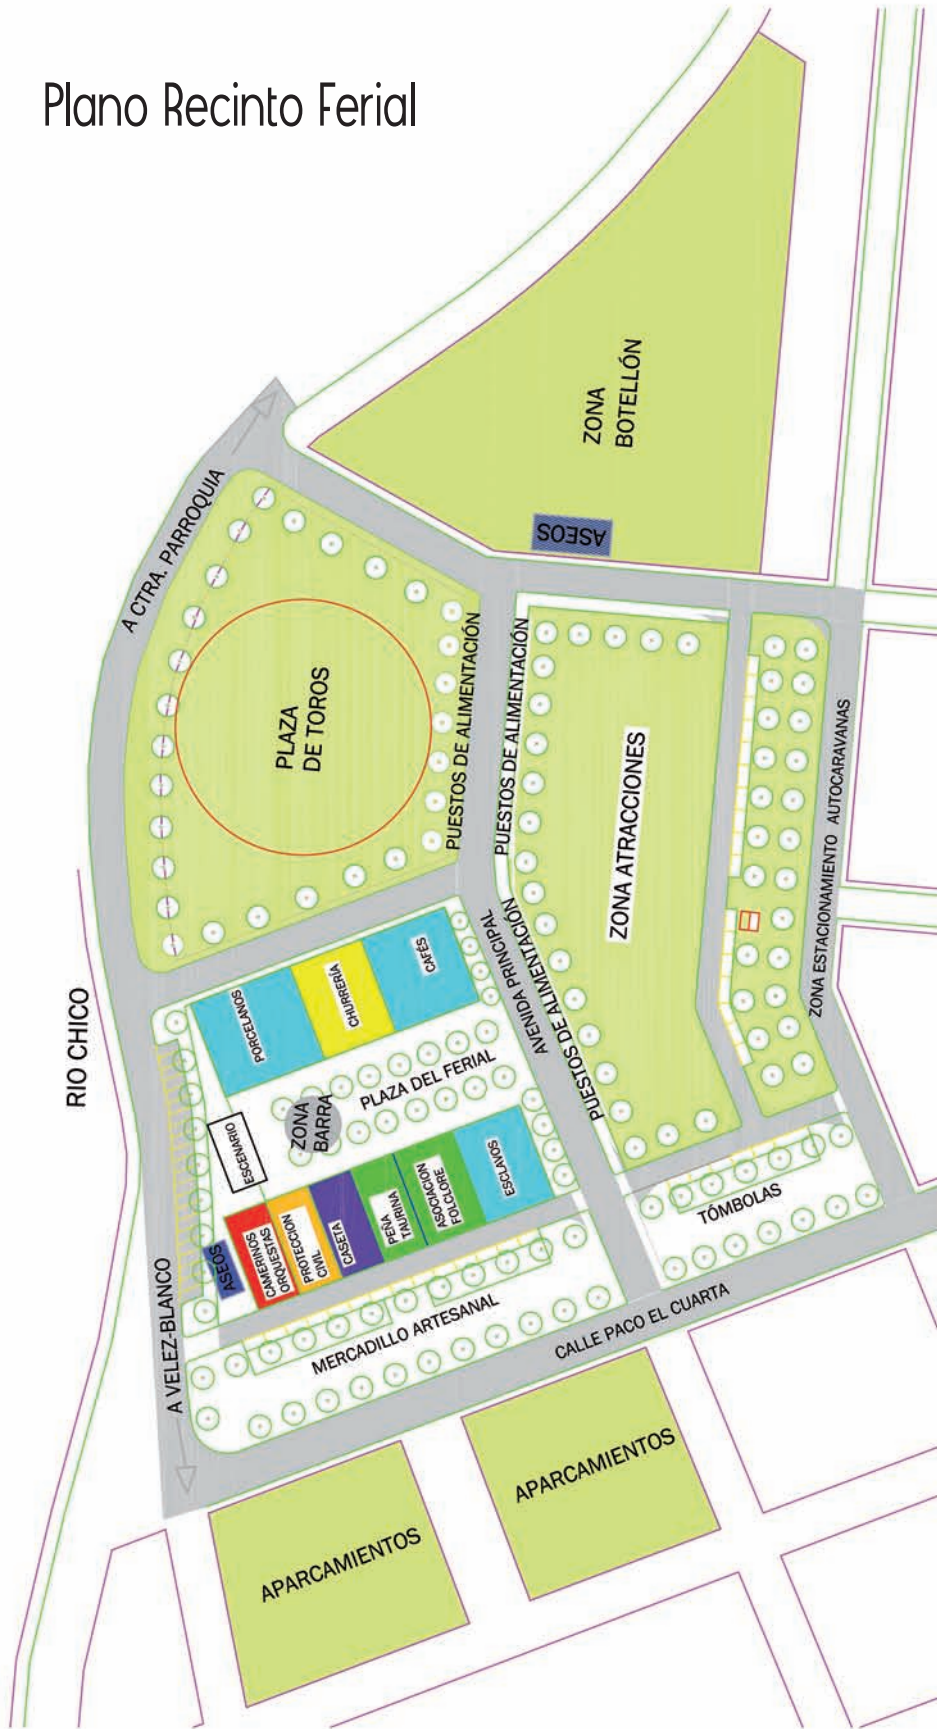 Plano Recinto Ferial
ZONA
BOTELLÓN
ASEOS
A CTRA. PARROQUIA
PLAZA
DE TOROS
PUESTOS DE ALIMENTACIÓN
PUESTOS DE ALIMENTACIÓN
ZONA ATRACCIONES
ZONA ESTACIONAMIENTO AUTOCARAVANAS
AVENIDA PRINCIPAL
PUESTOS DE ALIMENTACIÓN
RIO CHICO
PORCELANOS
CHURRERÍA
CAFÉS
PLAZA DEL FERIAL
ZONA
BARRA
ESCENARIO
ASEOS
CAMERINOS
ORQUESTAS
PROTECCION
CIVIL
CASETA
PEÑA
TAURINA
ASOCIACION
FOLCLORE
ESCLAVOS
TÓMBOLAS
MERCADILLO ARTESANAL
A VELEZ-BLANCO
CALLE PACO EL CUARTA
APARCAMIENTOS
APARCAMIENTOS